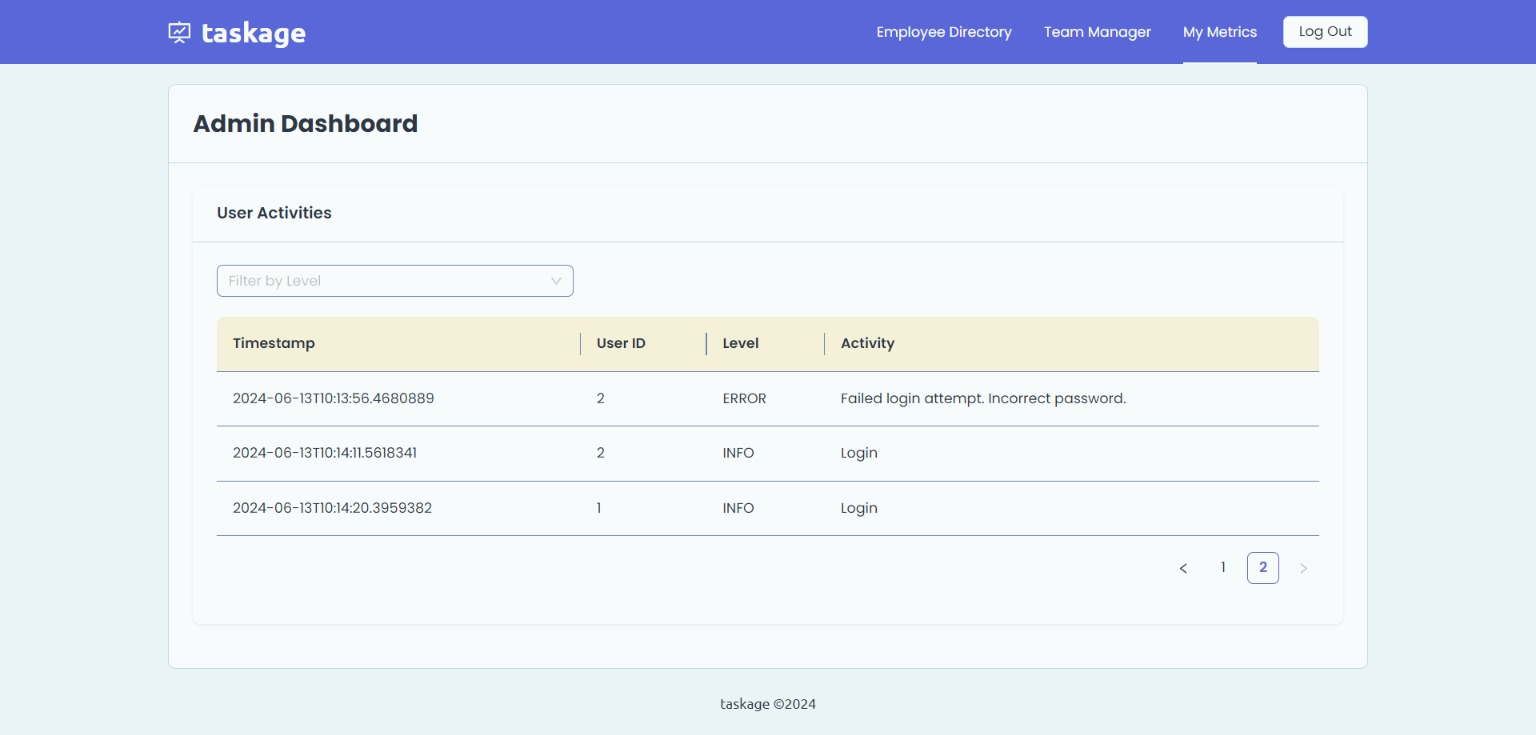 taskage Employee Directory Team Manager My Metrics Log Out
Admin Dashboard
User Activities
Filter by Level
Timestamp User ID Level Activity
2024-06-13T10:13:56.4680889 2 ERROR Failed login attempt. Incorrect password.
2024-06-13T10:14:11.5618341 2 INFO Login
2024-06-13T10:14:20.3959382 1 INFO Login
< 1 2 >
taskage ©2024